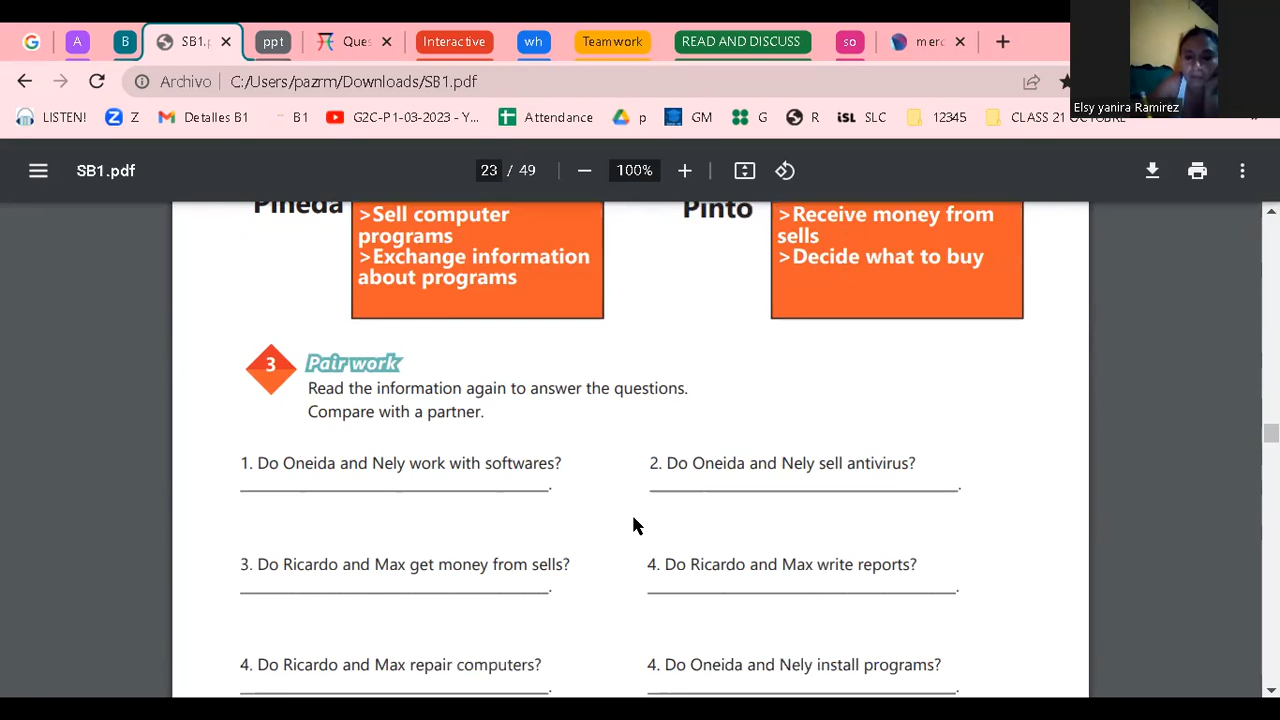 A
B
SB1.
ppt
Ques
Interactive
wh
Teamwork
READ AND DISCUSS
so
merc
Archivo
C:/Users/pazrm/Downloads/SB1.pdf
Elsy yanira Ramirez
LISTEN!
Z
Detalles B1
B1
G2C-P1-03-2023 - Y...
Attendance
p
GM
G
R
iSL
SLC
12345
CLASS 21 OCTUBRE
SB1.pdf
23 / 49
100%
Pineda
>Sell computer
programs
>Exchange information
about programs
Pinto
>Receive money from
sells
>Decide what to buy
3
Pair work
Read the information again to answer the questions.
Compare with a partner.
1. Do Oneida and Nely work with softwares?
2. Do Oneida and Nely sell antivirus?
3. Do Ricardo and Max get money from sells?
4. Do Ricardo and Max write reports?
4. Do Ricardo and Max repair computers?
4. Do Oneida and Nely install programs?